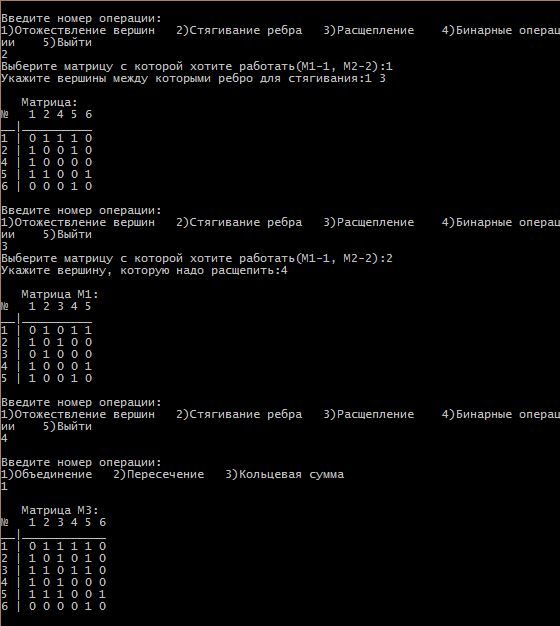 Введите номер операции:
1)Отожествление вершин   2)Стягивание ребра   3)Расщепление    4)Бинарные операц
ии    5)Выйти
2
Выберите матрицу с которой хотите работать(М1-1, М2-2):1
Укажите вершины между которыми ребро для стягивания:1 3
   Матрица:
№   1 2 4 5 6
__|__________
1 | 0 1 1 1 0
2 | 1 0 0 1 0
4 | 1 0 0 0 0
5 | 1 1 0 0 1
6 | 0 0 0 1 0
Введите номер операции:
1)Отожествление вершин   2)Стягивание ребра   3)Расщепление    4)Бинарные операц
ии    5)Выйти
3
Выберите матрицу с которой хотите работать(М1-1, М2-2):2
Укажите вершину, которую надо расщепить:4
   Матрица М1:
№   1 2 3 4 5
__|__________
1 | 0 1 0 1 1
2 | 1 0 1 0 0
3 | 0 1 0 0 0
4 | 1 0 0 0 1
5 | 1 0 0 1 0
Введите номер операции:
1)Отожествление вершин   2)Стягивание ребра   3)Расщепление    4)Бинарные операц
ии    5)Выйти
4
Введите номер операции:
1)Объединение   2)Пересечение   3)Кольцевая сумма
1
   Матрица М3:
№   1 2 3 4 5 6
__|____________
1 | 0 1 1 1 1 0
2 | 1 0 1 0 1 0
3 | 1 1 0 1 1 0
4 | 1 0 1 0 0 0
5 | 1 1 1 0 0 1
6 | 0 0 0 0 1 0